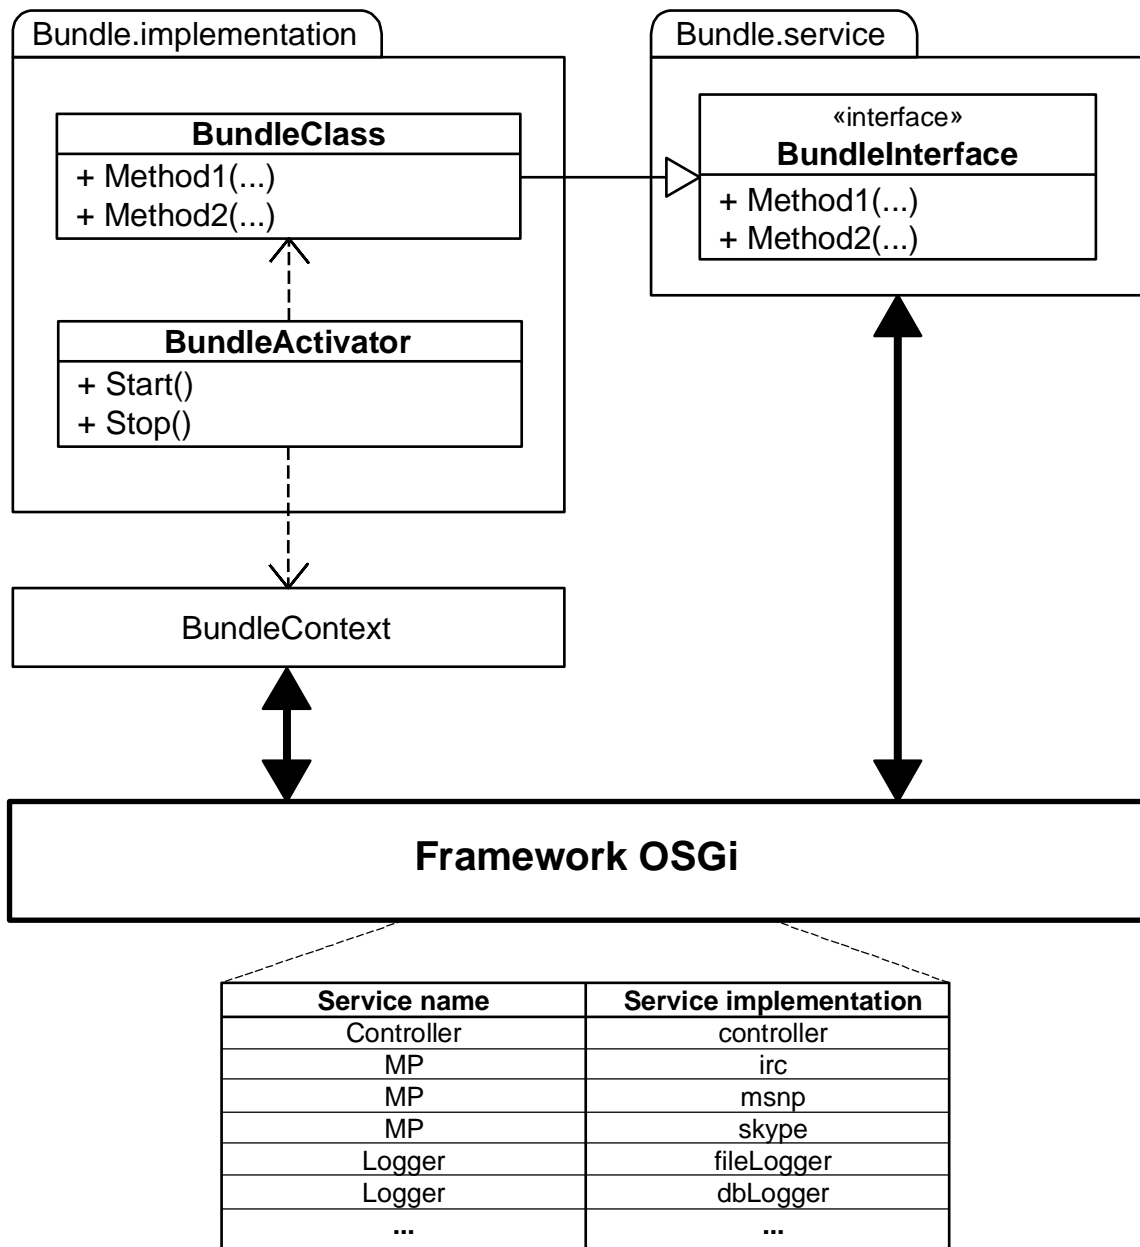 Bundle.implementation
BundleClass
+ Method1(...)
+ Method2(...)
BundleActivator
+ Start()
+ Stop()
BundleContext
Bundle.service
«interface»
BundleInterface
+ Method1(...)
+ Method2(...)
Framework OSGi
Service name Service implementation
Controller controller
MP irc
MP msnp
MP skype
Logger fileLogger
Logger dbLogger
... ...